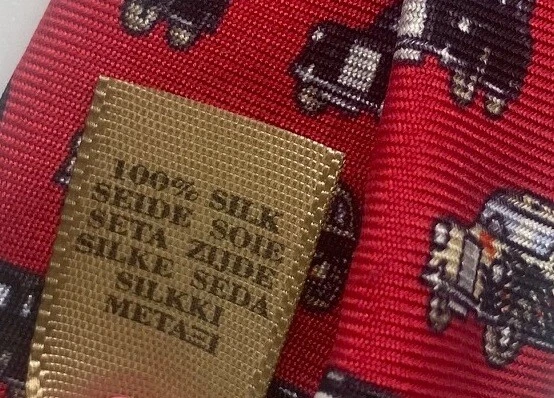 100% SILK
SEIDE SOIE
SETA ZIJDE
SILKE SEDA
SILKKI
ΜΕΤΑΞΙ